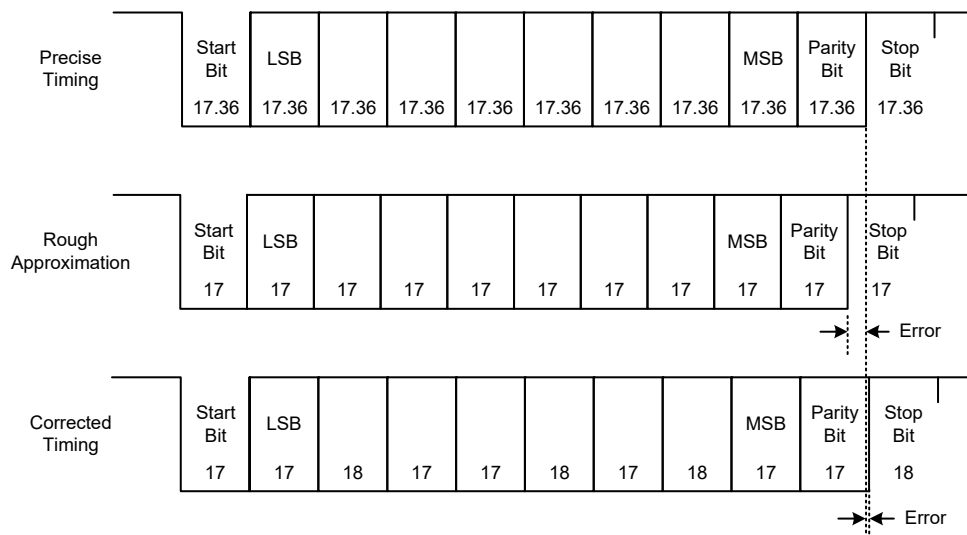 Precise
Timing
Start
Bit
LSB
MSB
Parity
Bit
Stop
Bit
17.36 17.36 17.36 17.36 17.36 17.36 17.36 17.36 17.36 17.36 17.36
Rough
Approximation
Start
Bit
LSB
MSB
Parity
Bit
Stop
Bit
17 17 17 17 17 17 17 17 17 17 17
Error
Corrected
Timing
Start
Bit
LSB
MSB
Parity
Bit
Stop
Bit
17 17 18 17 17 18 17 18 17 17 18
Error